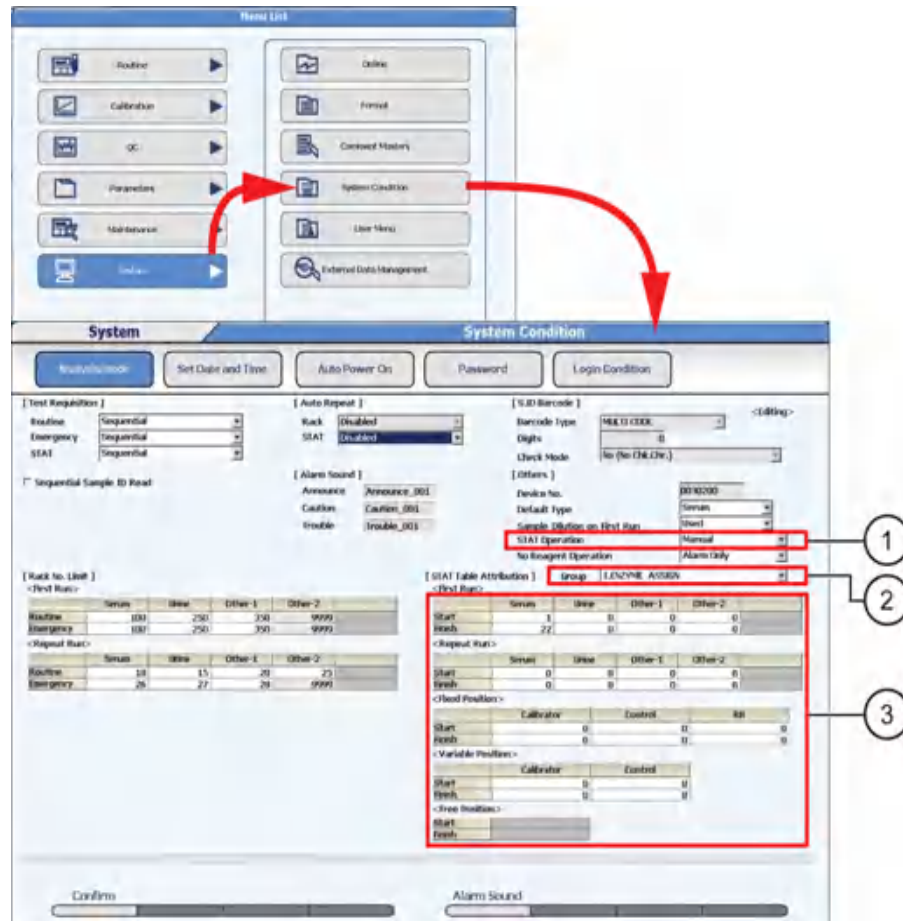 Menu List
Routine
Online
Calibration
Format
QC
Comment Masters
Parameters
System Condition
Maintenance
User Menu
System
External Data Management
System
System Condition
Analysis mode
Set Date and Time
Auto Power On
Password
Login Condition
[ Test Requisition ]
[ Auto Repeat ]
[ S.ID Barcode ]
<Editing>
Routine Sequential
Rack Disabled
Barcode Type MULTI CODE
Emergency Sequential
STAT Disabled
Digits 0
STAT Sequential
Check Mode No (No Chk.Chr.)
Sequential Sample ID Read
[ Alarm Sound ]
[ Others ]
Announce Announce_001
Device No. 0010200
Caution Caution_001
Default Type Serum
Trouble Trouble_001
Sample Dilution on First Run Used
STAT Operation Manual
1
No Reagent Operation Alarm Only
[ Rack No. Limit ]
[ STAT Table Attribution ] Group 1.ENZYME ASSIGN
2
<First Run>
<First Run>
Serum Urine Other-1 Other-2
Serum Urine Other-1 Other-2
Routine 100 250 350 9999
Start 1 0 0 0
Emergency 100 250 350 9999
Finish 22 0 0 0
<Repeat Run>
<Repeat Run>
Serum Urine Other-1 Other-2
Serum Urine Other-1 Other-2
Routine 10 15 20 25
Start 0 0 0 0
Emergency 26 27 28 9999
Finish 0 0 0 0
<Fixed Position>
3
Calibrator Control RB
Start 0 0 0
Finish 0 0 0
<Variable Position>
Calibrator Control
Start 0 0
Finish 0 0
<Free Position>
Start
Finish
Confirm
Alarm Sound